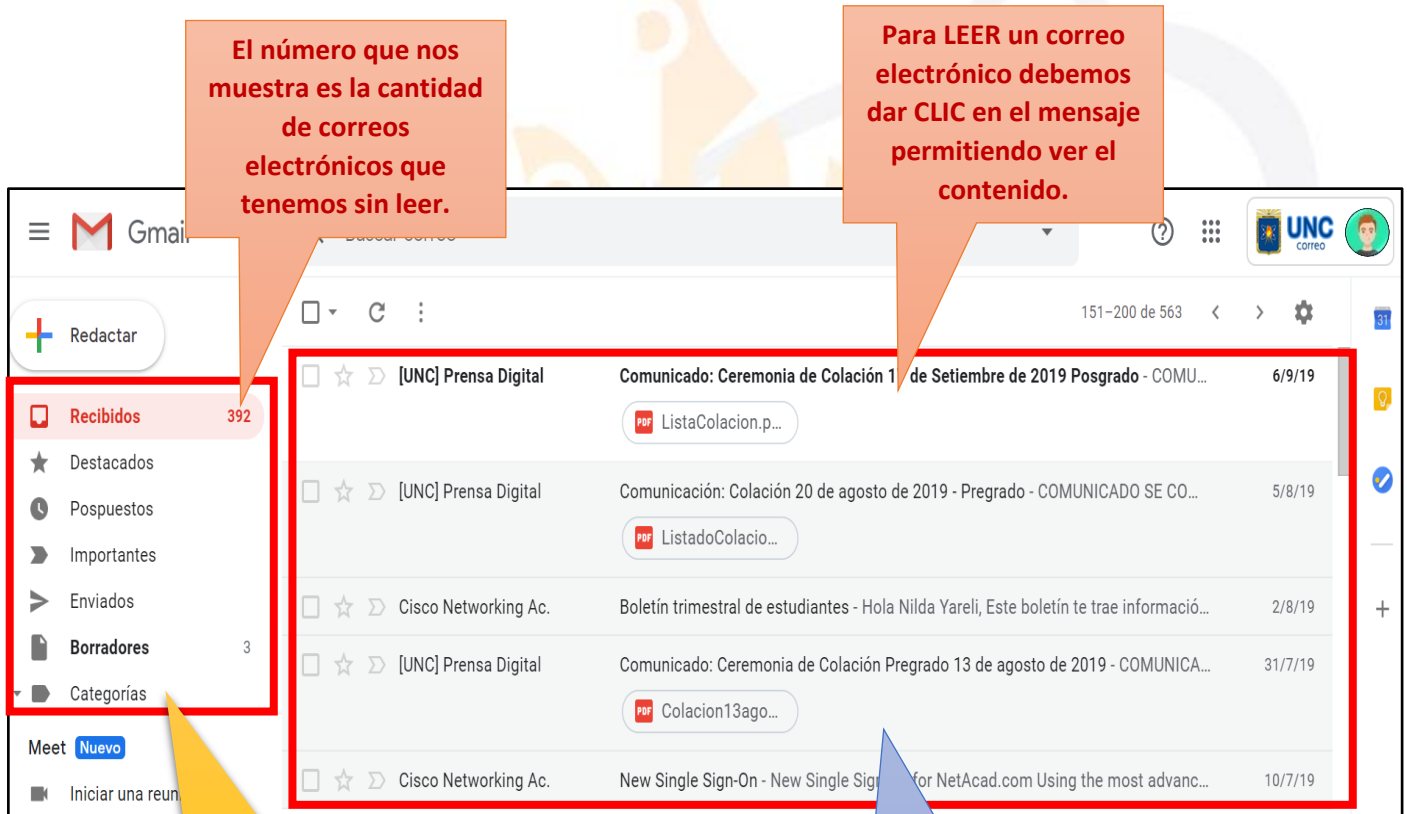 El número que nos
muestra es la cantidad
de correos
electrónicos que
tenemos sin leer.
Para LEER un correo
electrónico debemos
dar CLIC en el mensaje
permitiendo ver el
contenido.
Gmail
UNC
correo
Redactar
151–200 de 563
31
Recibidos 392
Destacados
Pospuestos
Importantes
Enviados
Borradores 3
Categorías
Meet Nuevo
Iniciar una
[UNC] Prensa Digital Comunicado: Ceremonia de Colación de Setiembre de 2019 Posgrado - COMU... 6/9/19
PDF ListaColacion.p...
[UNC] Prensa Digital Comunicación: Colación 20 de agosto de 2019 - Pregrado - COMUNICADO SE CO... 5/8/19
PDF ListadoColacio...
Cisco Networking Ac. Boletín trimestral de estudiantes - Hola Nilda Yareli, Este boletín te trae informació... 2/8/19
[UNC] Prensa Digital Comunicado: Ceremonia de Colación Pregrado 13 de agosto de 2019 - COMUNICA... 31/7/19
PDF Colacion13ago...
Cisco Networking Ac. New Single Sign-On - New Single for NetAcad.com Using the most advanc... 10/7/19